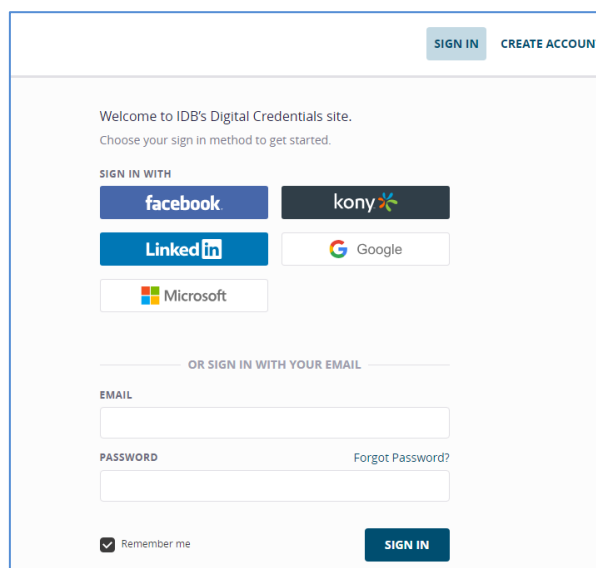 SIGN IN CREATE ACCOUN
Welcome to IDB's Digital Credentials site.
Choose your sign in method to get started.
SIGN IN WITH
facebook. kony
Linked in Google
Microsoft
OR SIGN IN WITH YOUR EMAIL
EMAIL
PASSWORD Forgot Password?
Remember me SIGN IN